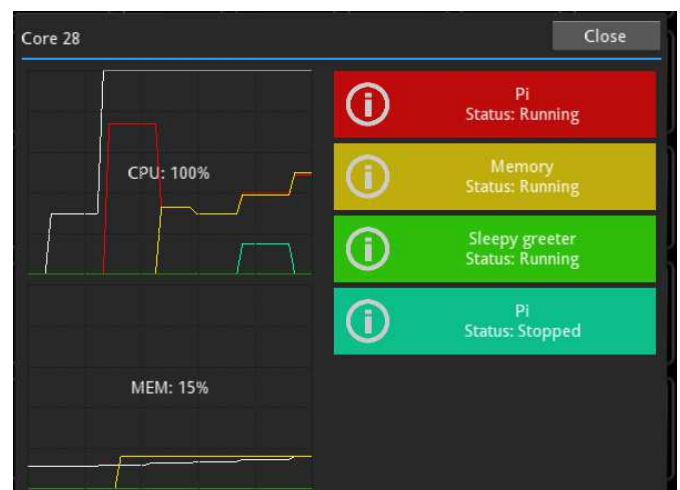 Core 28
Close
CPU: 100%
MEM: 15%
Pi
Status: Running
Memory
Status: Running
Sleepy greeter
Status: Running
Pi
Status: Stopped